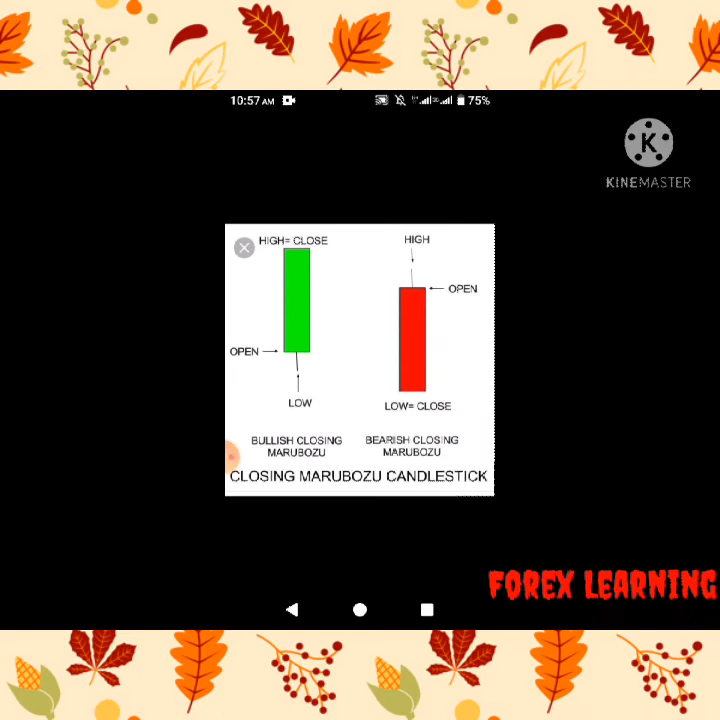 10:57 AM
75%
K
KINEMASTER
HIGH= CLOSE
HIGH
OPEN
OPEN
LOW
LOW= CLOSE
BULLISH CLOSING
MARUBOZU
BEARISH CLOSING
MARUBOZU
CLOSING MARUBOZU CANDLESTICK
FOREX LEARNING